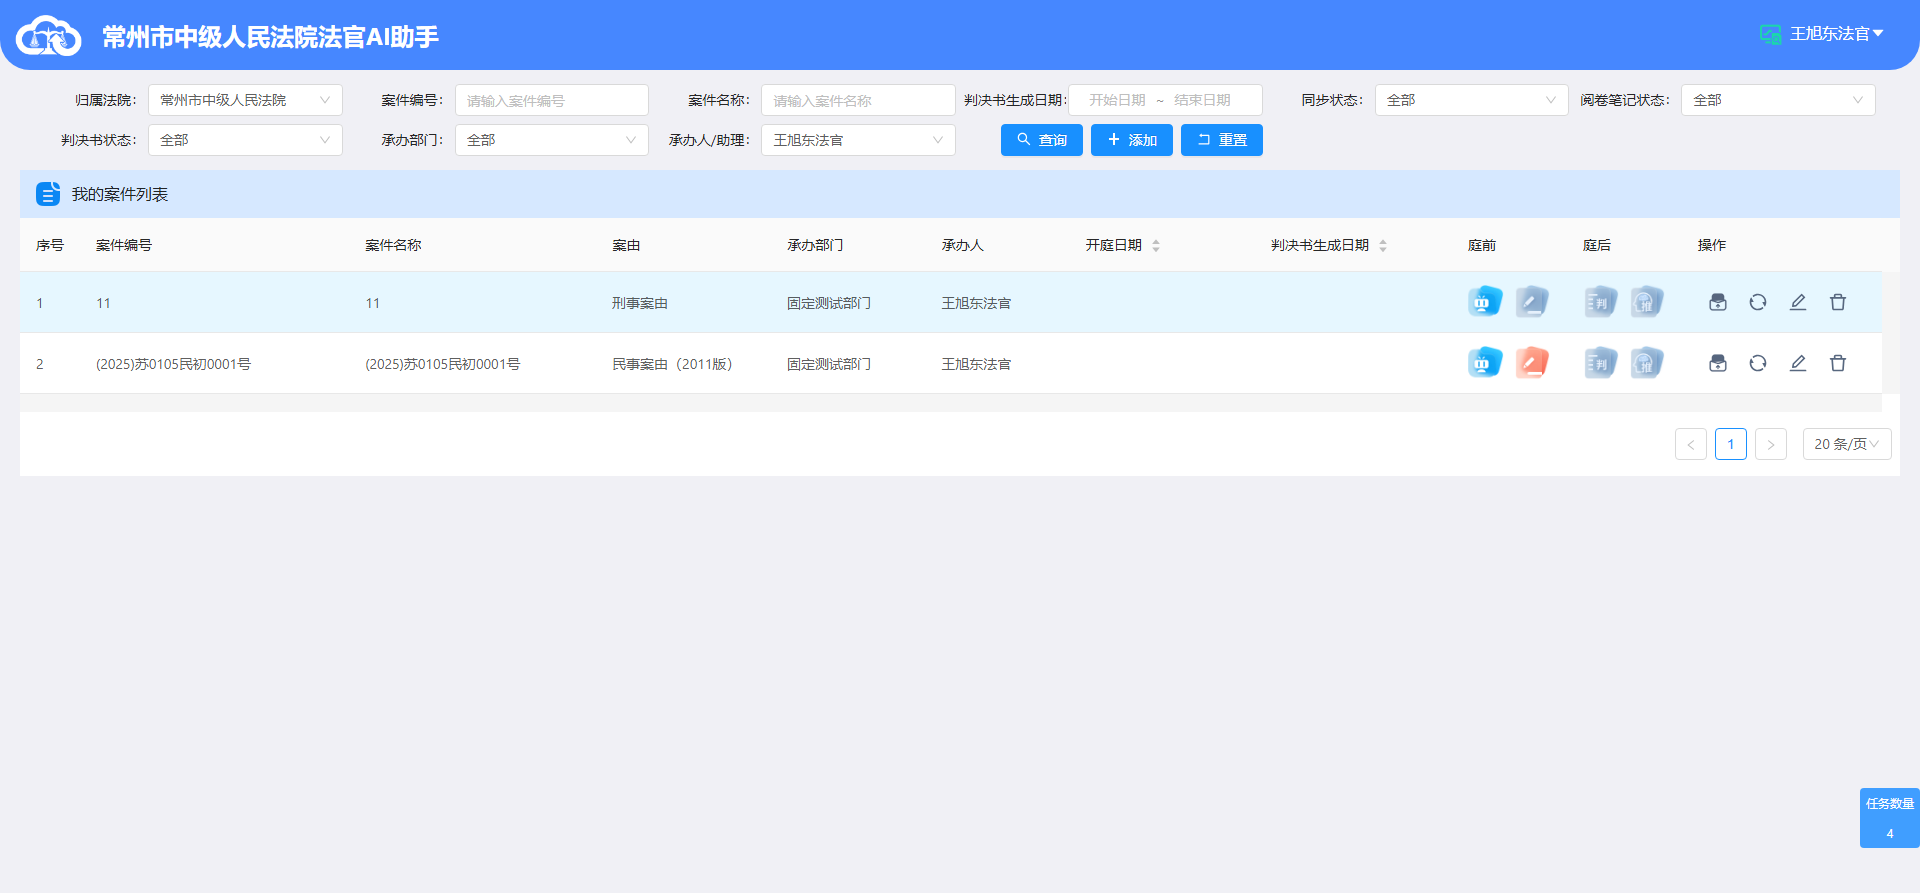 常州市中级人民法院法官AI助手
王旭东法官
归属法院: 常州市中级人民法院 案件编号: 请输入案件编号 案件名称: 请输入案件名称 判决书生成日期: 开始日期 ~ 结束日期 同步状态: 全部 阅卷笔记状态: 全部
判决书状态: 全部 承办部门: 全部 承办人/助理: 王旭东法官 查询 添加 重置
我的案件列表
序号 案件编号 案件名称 案由 承办部门 承办人 开庭日期 判决书生成日期 庭前 庭后 操作
1 11 11 刑事案由 固定测试部门 王旭东法官 判 推
2 (2025)苏0105民初0001号 (2025)苏0105民初0001号 民事案由（2011版） 固定测试部门 王旭东法官 判 推
< 1 > 20 条/页
任务数量
4